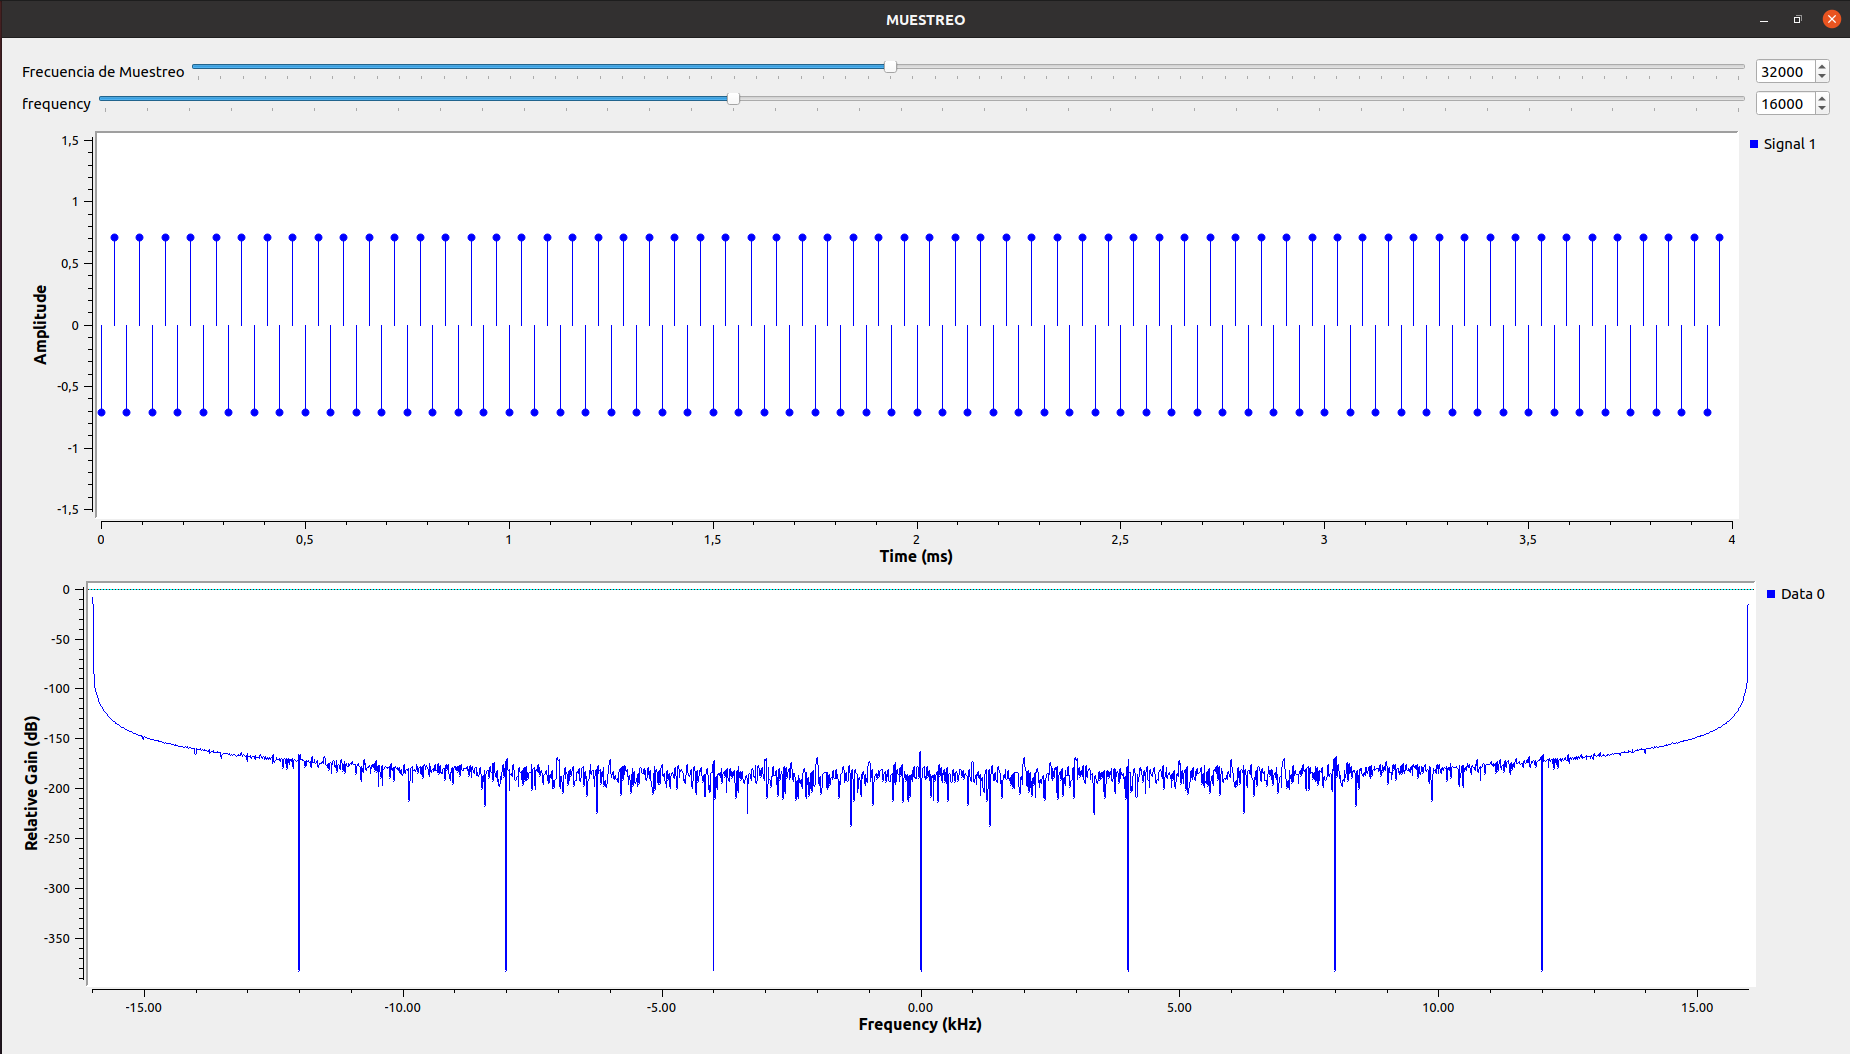 MUESTREO
Frecuencia de Muestreo 32000
frequency 16000
Signal 1
1,5
1
0,5
0
-0,5
-1
-1,5
Amplitude
0 0,5 1 1,5 2 2,5 3 3,5 4
Time (ms)
Data 0
0
-50
-100
-150
-200
-250
-300
-350
Relative Gain (dB)
-15.00 -10.00 -5.00 0.00 5.00 10.00 15.00
Frequency (kHz)